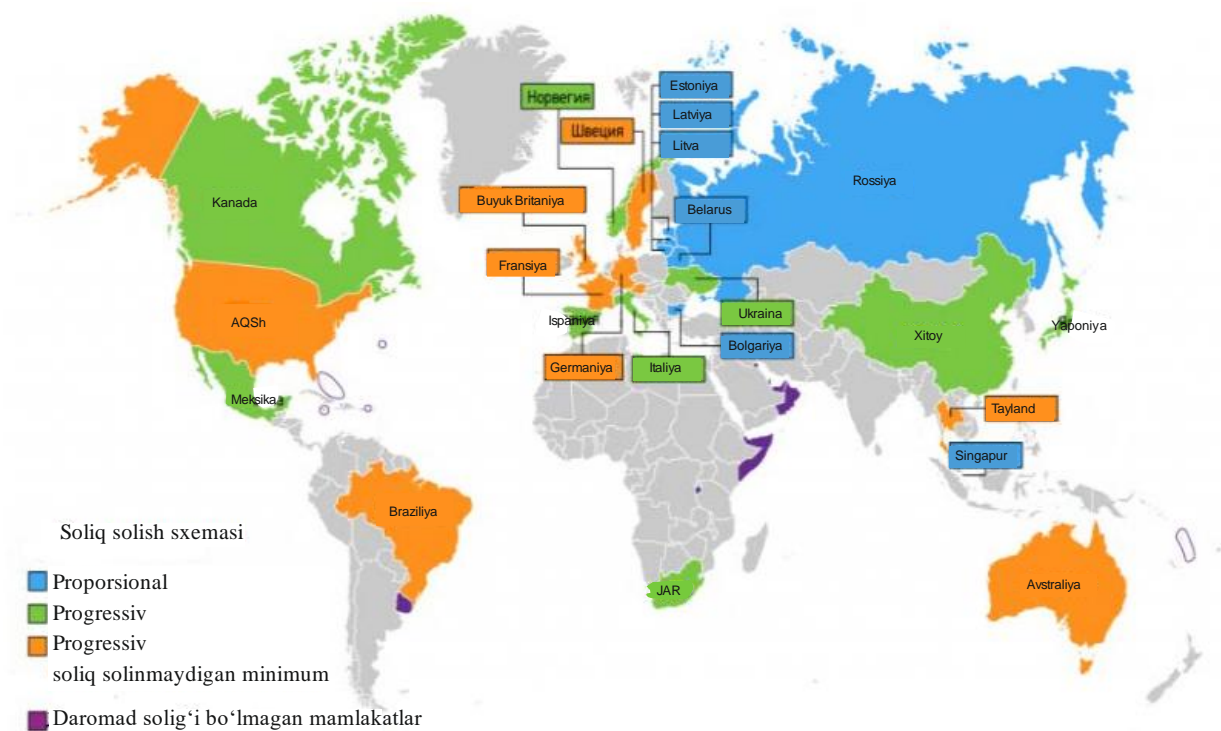 Estoniya
Норвегия
Latviya
Швеция
Litva
Rossiya
Kanada
Buyuk Britaniya
Belarus
Fransiya
AQSh
Ispaniya
Ukraina
Xitoy
Yaponiya
Bolgariya
Germaniya
Italiya
Meksika
Tayland
Singapur
Braziliya
Soliq solish sxemasi
Proporsional
JAR
Avstraliya
Progressiv
Progressiv
soliq solinmaydigan minimum
Daromad solig‘i bo‘lmagan mamlakatlar